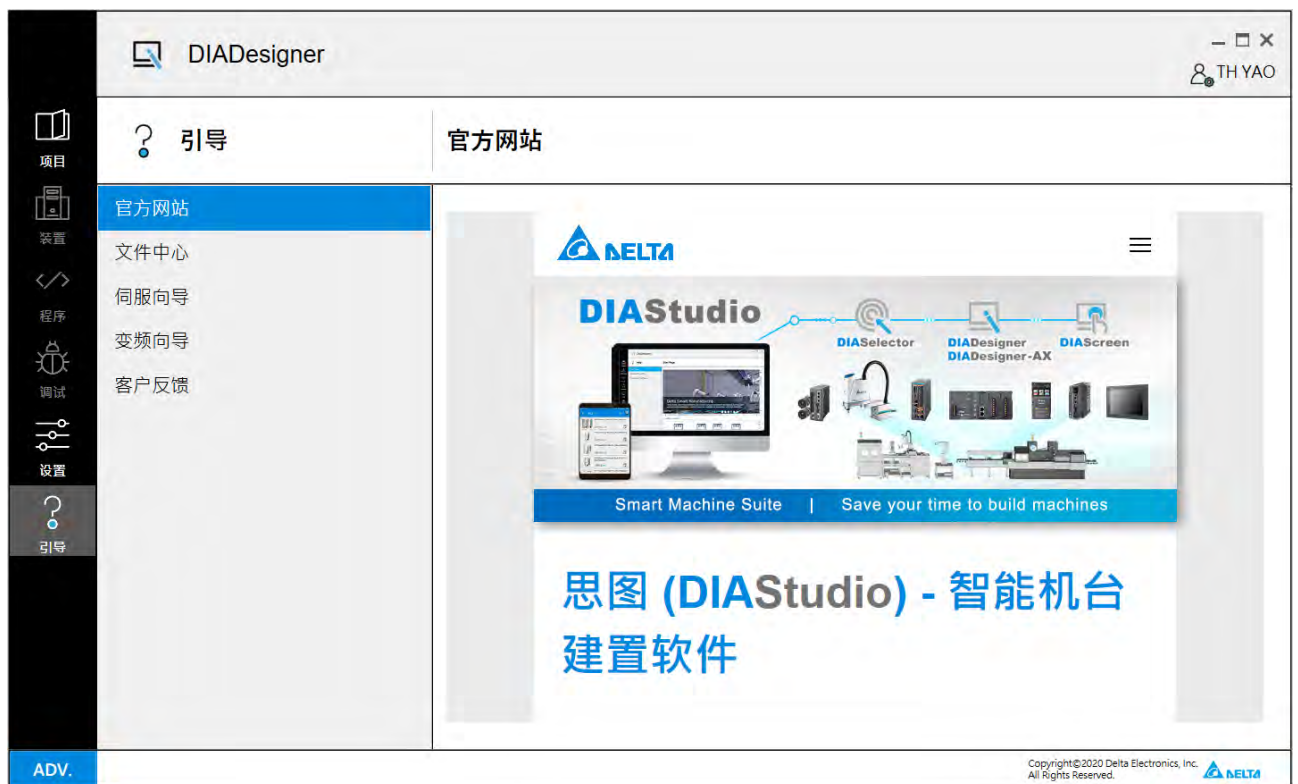 DIADesigner
TH YAO
项目
装置
程序
调试
设置
引导
ADV.
引导
官方网站
文件中心
伺服向导
变频向导
客户反馈
官方网站
DELTA
DIAStudio
DIASelector
DIADesigner
DIADesigner-AX
DIAScreen
Smart Machine Suite | Save your time to build machines
思图 (DIAStudio) - 智能机台
建置软件
Copyright©2020 Delta Electronics, Inc.
All Rights Reserved.
DELTA